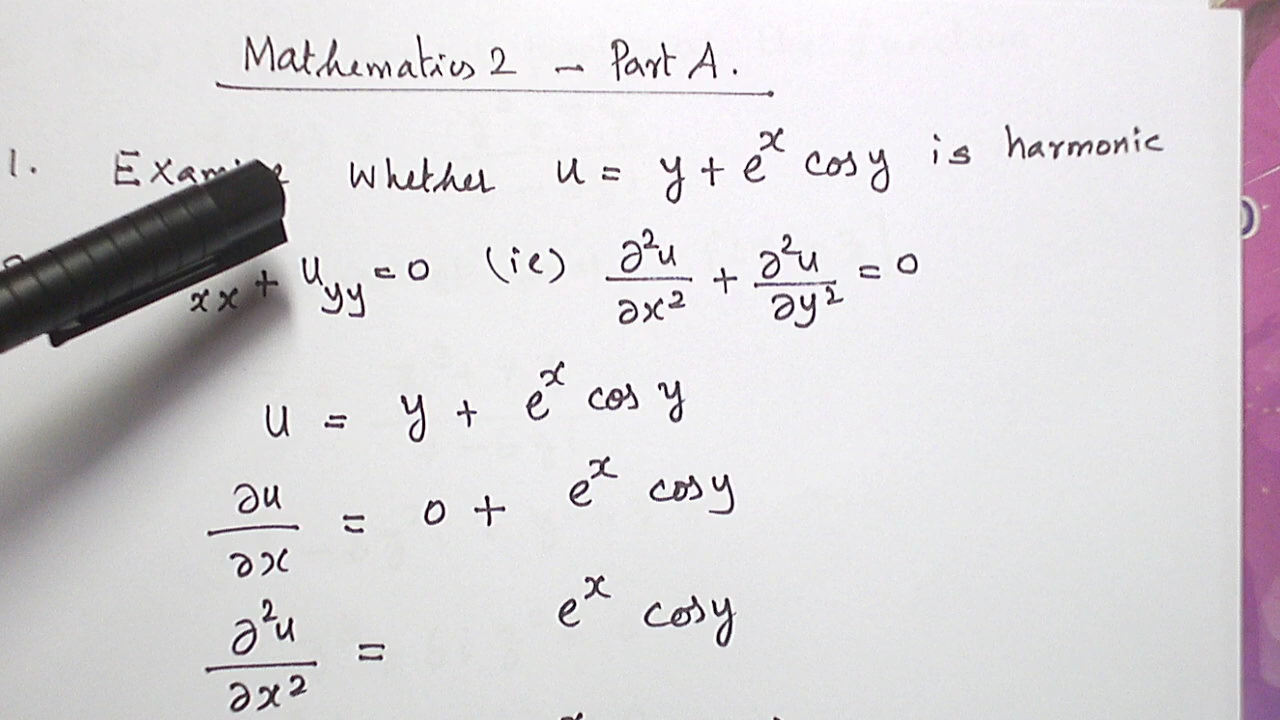 Mathematics 2 - Part A.
1. Whether u = y + e^x cos y is harmonic
xx + u_yy = 0 (ie) ∂²u/∂x² + ∂²u/∂y² = 0
u = y + e^x cos y
∂u/∂x = 0 + e^x cos y
∂²u/∂x² = e^x cos y